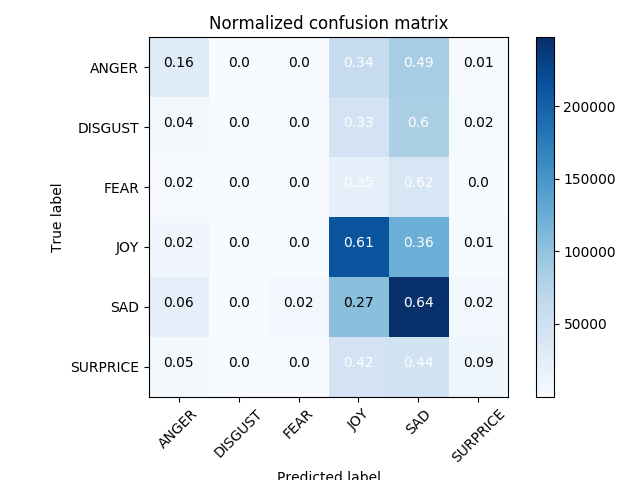 Normalized confusion matrix
True label
ANGER 0.16 0.0 0.0 0.34 0.49 0.01
DISGUST 0.04 0.0 0.0 0.33 0.6 0.02
FEAR 0.02 0.0 0.0 0.35 0.62 0.0
JOY 0.02 0.0 0.0 0.61 0.36 0.01
SAD 0.06 0.0 0.02 0.27 0.64 0.02
SURPRICE 0.05 0.0 0.0 0.42 0.44 0.09
ANGER DISGUST FEAR JOY SAD SURPRICE
Predicted label
200000
150000
100000
50000